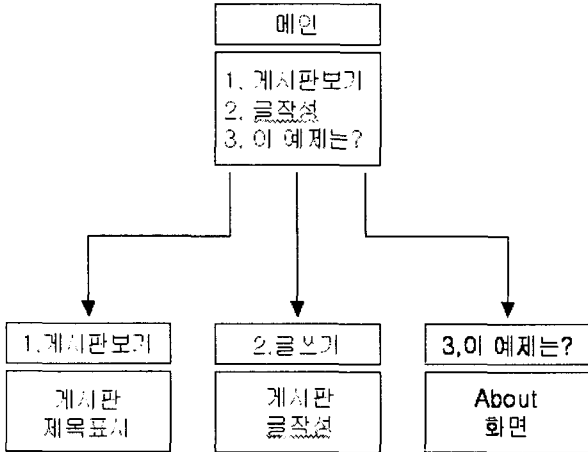 메인
1. 게시판보기
2. 글작성
3. 이 예제는?
1.게시판보기
2.글쓰기
3.이 예제는?
게시판
제목표시
게시판
글작성
About
화면